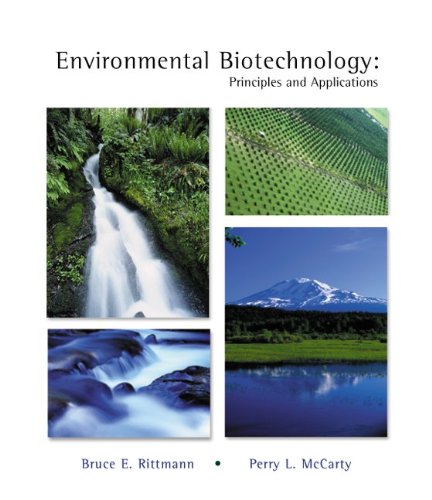 Environmental Biotechnology:
Principles and Applications
Bruce E. Rittmann • Perry L. McCarty